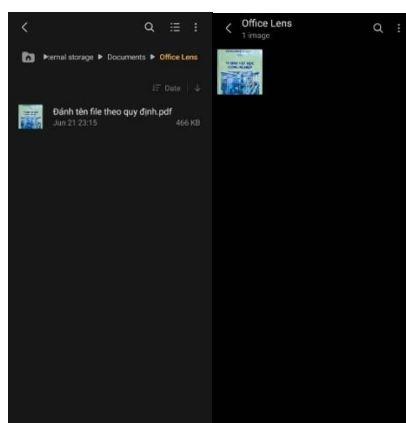 ernal storage ▶ Documents ▶ Office Lens
Date
Đánh tên file theo quy định.pdf
Jun 21 23:15 466 KB
Office Lens
1 image